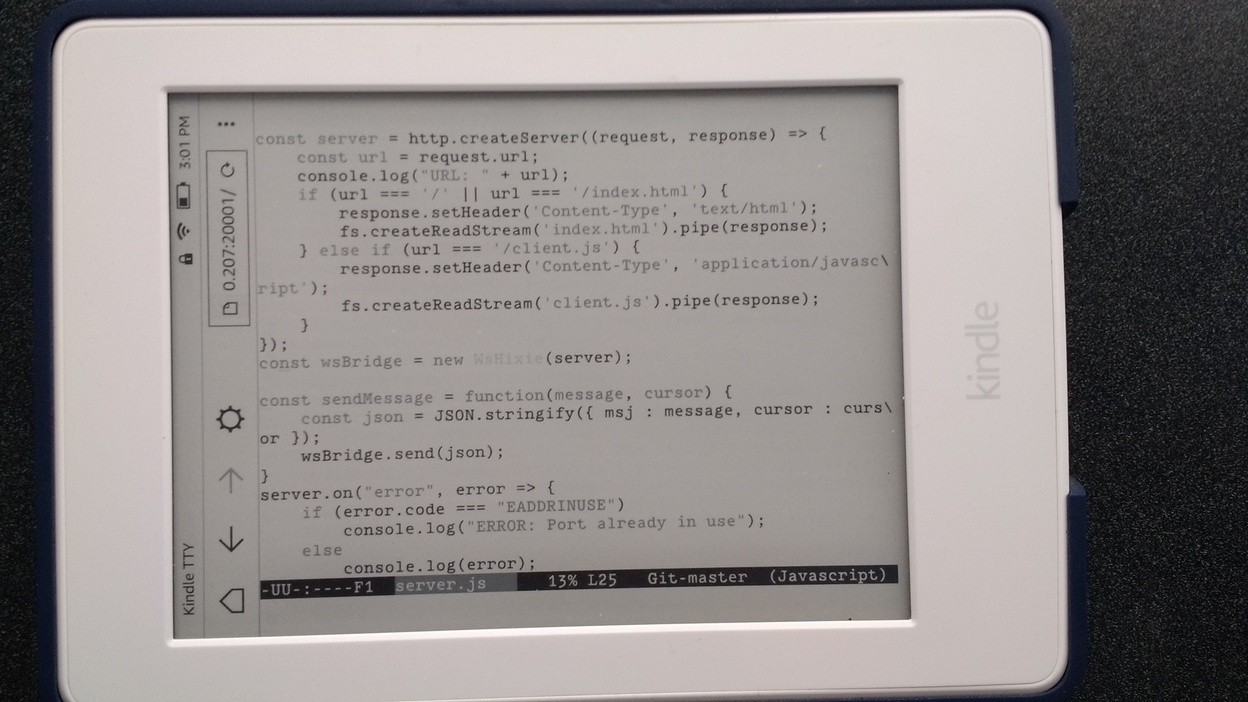 Kindle TTY
3:01 PM
0.207:20001/
const server = http.createServer((request, response) => {
    const url = request.url;
    console.log("URL: " + url);
    if (url === '/' || url === '/index.html') {
        response.setHeader('Content-Type', 'text/html');
        fs.createReadStream('index.html').pipe(response);
    } else if (url === '/client.js') {
        response.setHeader('Content-Type', 'application/javasc\
ript');
        fs.createReadStream('client.js').pipe(response);
    }
});
const wsBridge = new WsHixie(server);

const sendMessage = function(message, cursor) {
    const json = JSON.stringify({ msj : message, cursor : curs\
or });
    wsBridge.send(json);
}
server.on("error", error => {
    if (error.code === "EADDRINUSE")
        console.log("ERROR: Port already in use");
    else
        console.log(error);
-UU-:----F1  server.js      13% L25   Git-master  (Javascript)
kindle